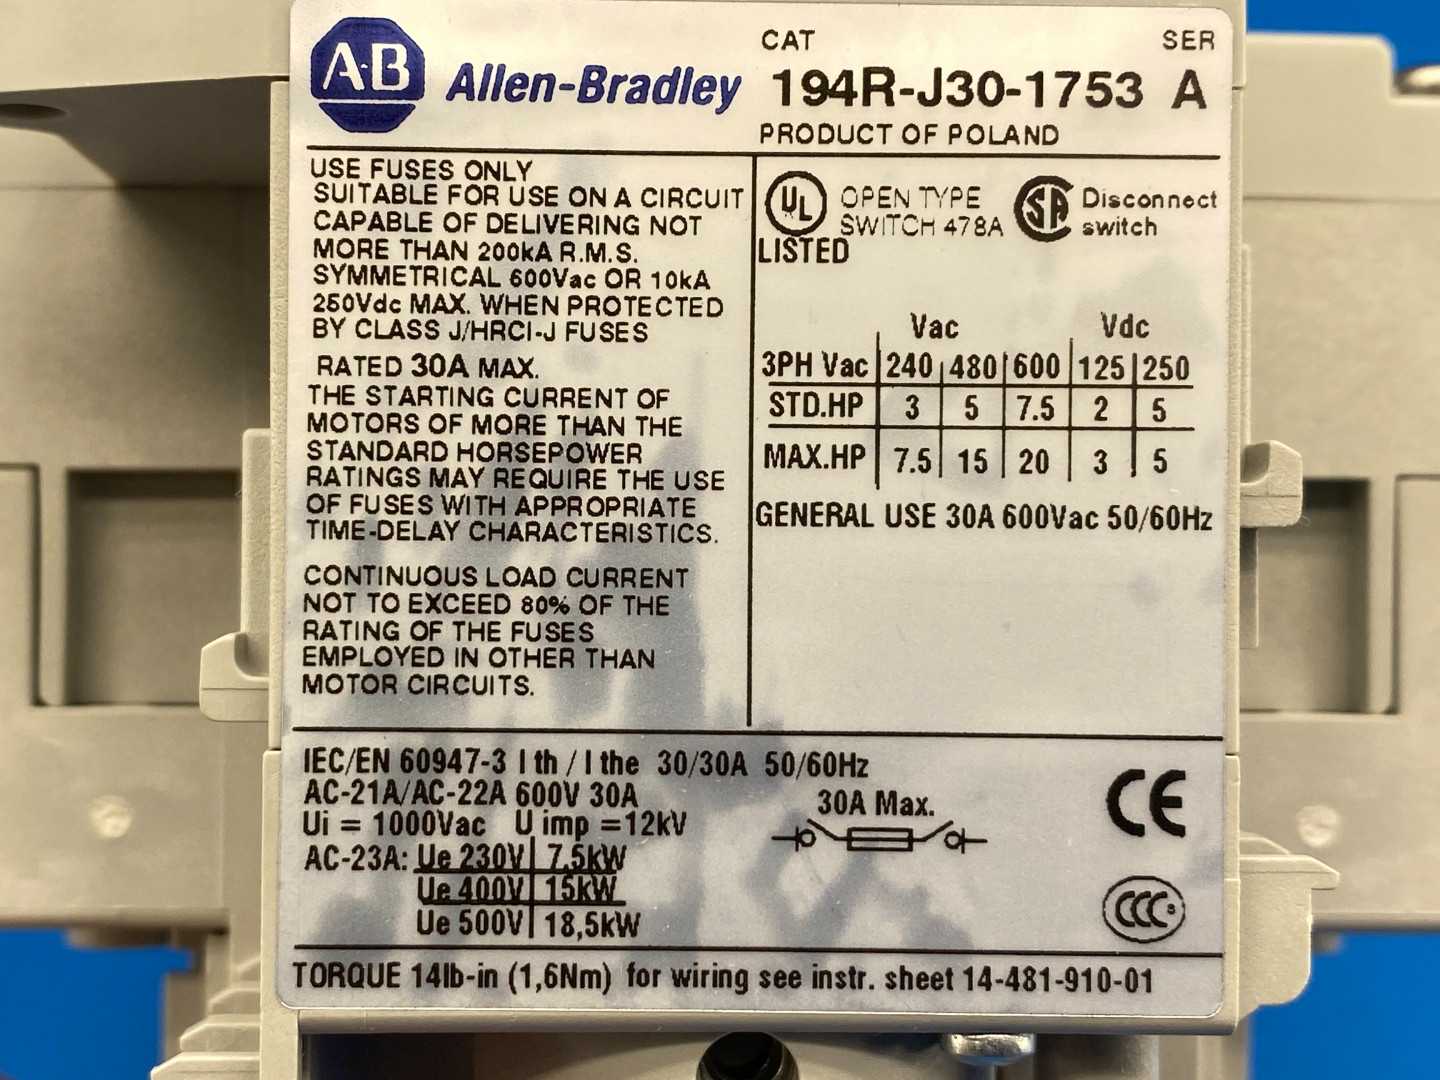 AB Allen-Bradley
CAT SER
194R-J30-1753 A
PRODUCT OF POLAND
USE FUSES ONLY
SUITABLE FOR USE ON A CIRCUIT
CAPABLE OF DELIVERING NOT
MORE THAN 200kA R.M.S.
SYMMETRICAL 600Vac OR 10kA
250Vdc MAX. WHEN PROTECTED
BY CLASS J/HRCI-J FUSES
RATED 30A MAX.
THE STARTING CURRENT OF
MOTORS OF MORE THAN THE
STANDARD HORSEPOWER
RATINGS MAY REQUIRE THE USE
OF FUSES WITH APPROPRIATE
TIME-DELAY CHARACTERISTICS.
CONTINUOUS LOAD CURRENT
NOT TO EXCEED 80% OF THE
RATING OF THE FUSES
EMPLOYED IN OTHER THAN
MOTOR CIRCUITS.
UL
LISTED
OPEN TYPE
SWITCH 478A
SA
Disconnect
switch
Vac Vdc
3PH Vac 240 480 600 125 250
STD.HP 3 5 7.5 2 5
MAX.HP 7.5 15 20 3 5
GENERAL USE 30A 600Vac 50/60Hz
IEC/EN 60947-3 I th / I the 30/30A 50/60Hz
AC-21A/AC-22A 600V 30A
Ui = 1000Vac U imp =12kV
AC-23A: Ue 230V 7,5kW
Ue 400V 15kW
Ue 500V 18,5kW
30A Max.
CE
CCC S
TORQUE 14lb-in (1,6Nm) for wiring see instr. sheet 14-481-910-01